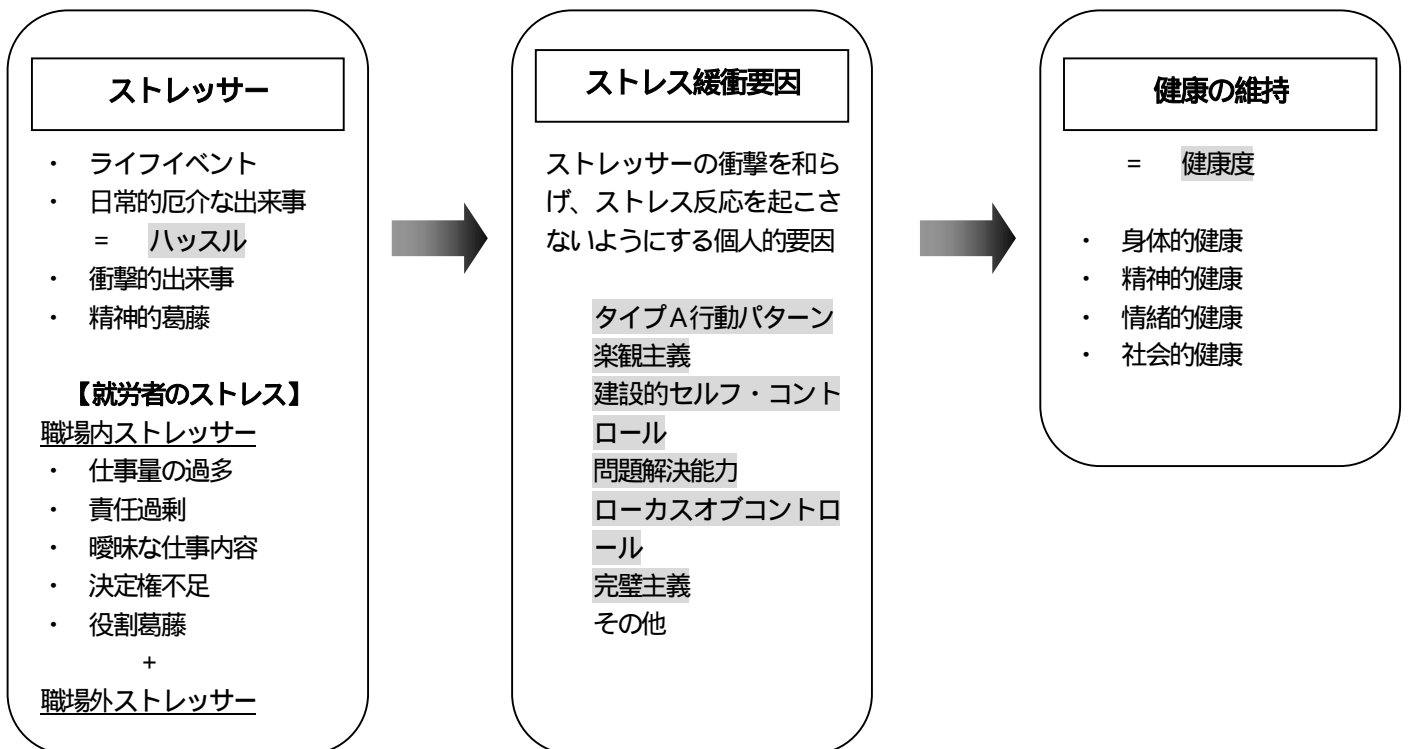 ストレッサー
・ ライフイベント
・ 日常的厄介な出来事
= ハッスル
・ 衝撃的出来事
・ 精神的葛藤
【就労者のストレス】
職場内ストレッサー
・ 仕事量の過多
・ 責任過剰
・ 曖昧な仕事内容
・ 決定権不足
・ 役割葛藤
+
職場外ストレッサー
ストレス緩衝要因
ストレッサーの衝撃を和ら
げ、ストレス反応を起こさ
ないようにする個人的要因
タイプA行動パターン
楽観主義
建設的セルフ・コント
ロール
問題解決能力
ローカスオブコントロ
ール
完璧主義
その他
健康の維持
= 健康度
・ 身体的健康
・ 精神的健康
・ 情緒的健康
・ 社会的健康